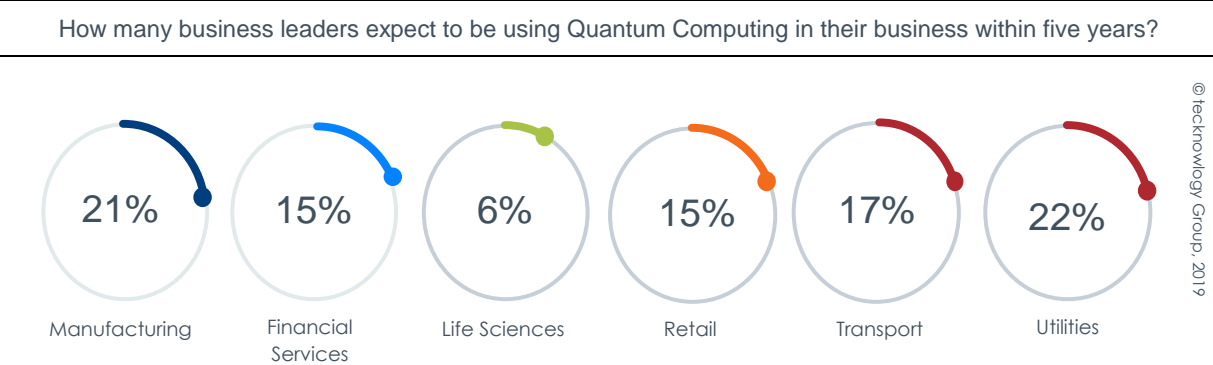 How many business leaders expect to be using Quantum Computing in their business within five years?
21%
15%
6%
15%
17%
22%
Manufacturing
Financial
Services
Life Sciences
Retail
Transport
Utilities
© tecknowlogy Group, 2019